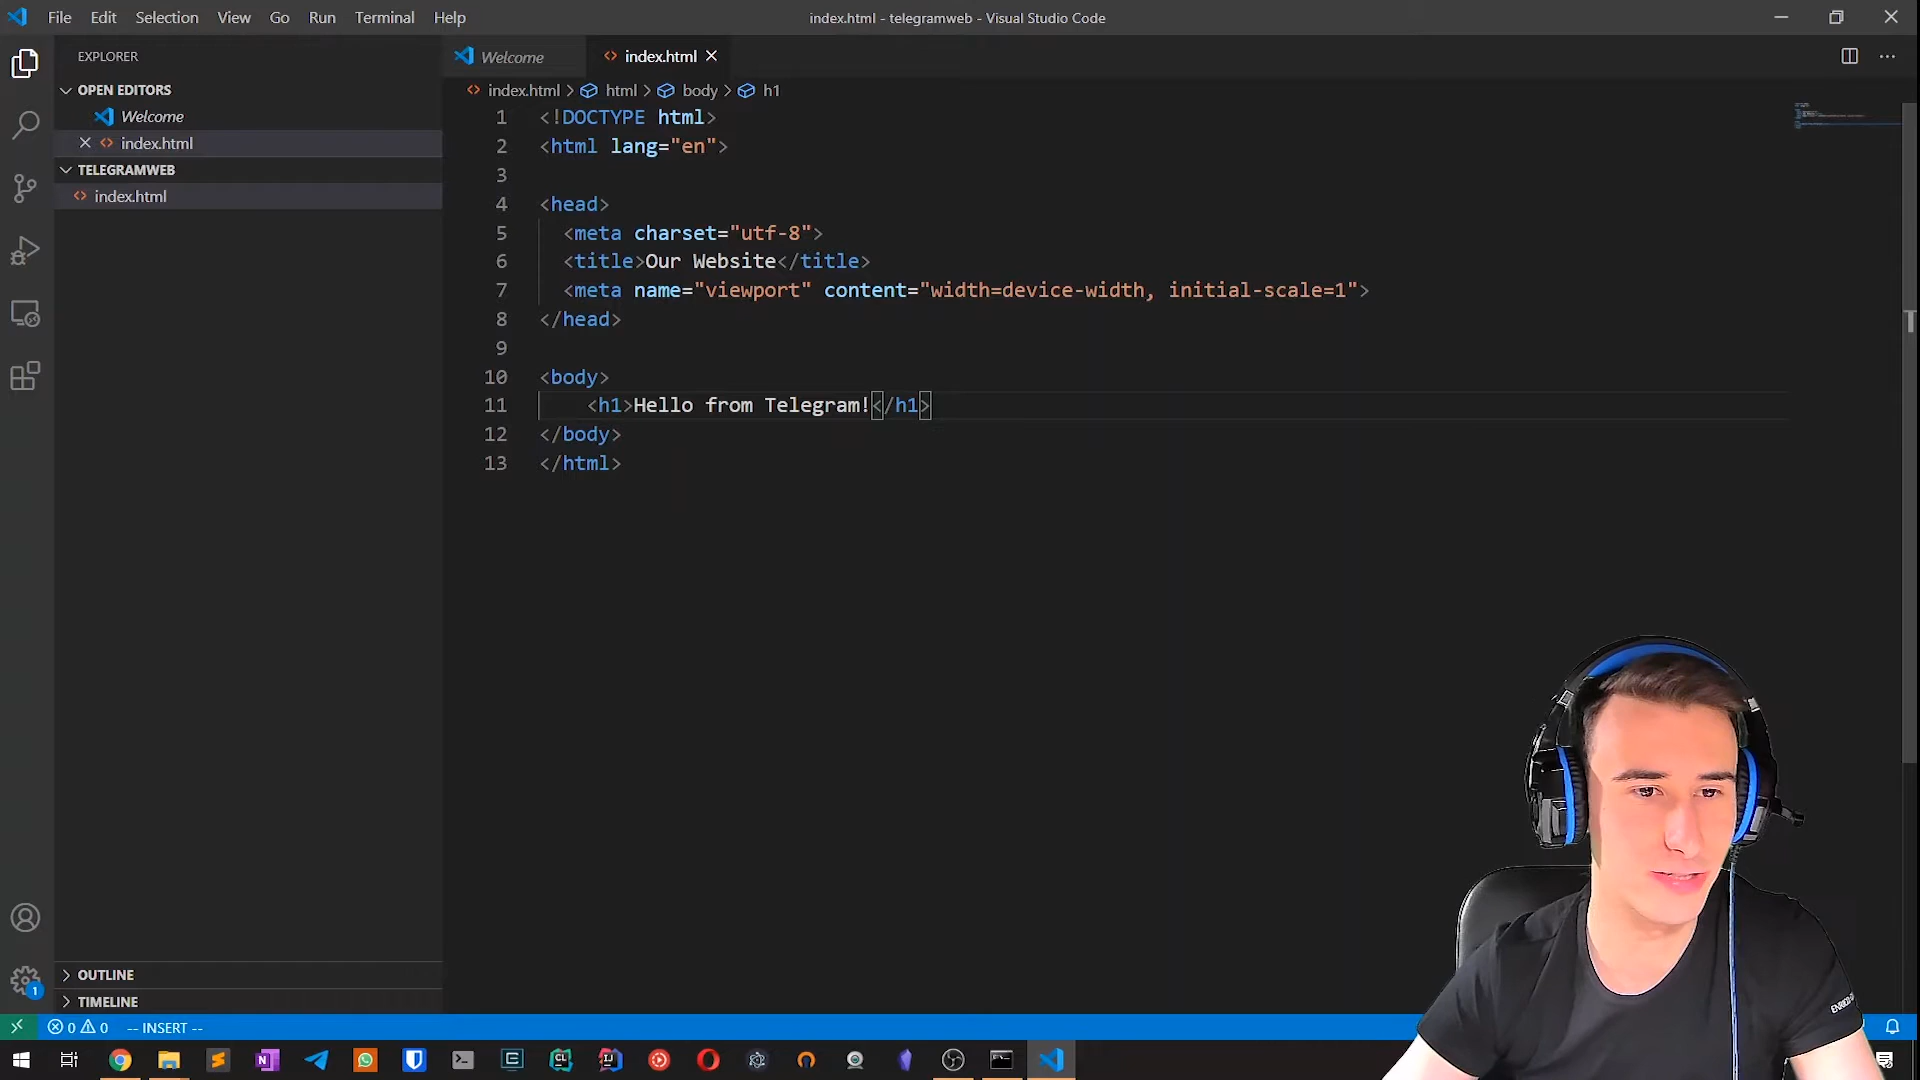 File Edit Selection View Go Run Terminal Help
index.html - telegramweb - Visual Studio Code
EXPLORER
OPEN EDITORS
Welcome
index.html
TELEGRAMWEB
index.html
OUTLINE
TIMELINE
Welcome
index.html
index.html > html > body > h1
1 <!DOCTYPE html>
2 <html lang="en">
3
4 <head>
5 <meta charset="utf-8">
6 <title>Our Website</title>
7 <meta name="viewport" content="width=device-width, initial-scale=1">
8 </head>
9
10 <body>
11 <h1>Hello from Telegram!</h1>
12 </body>
13 </html>
1
0 0 -- INSERT --